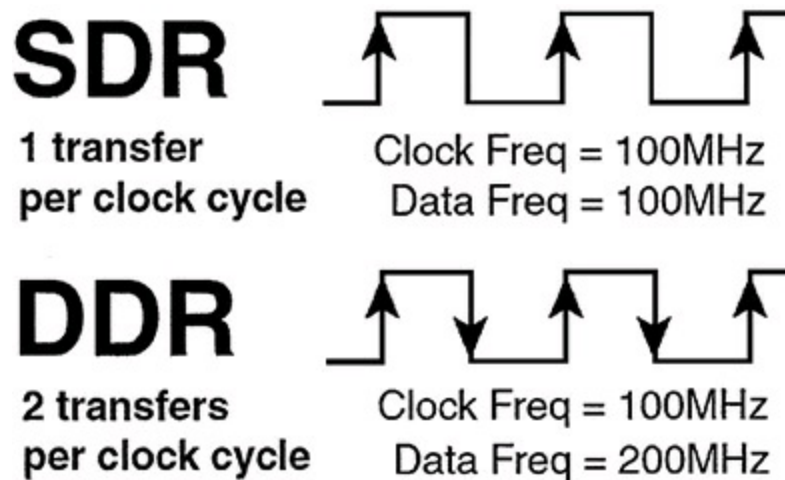 SDR
1 transfer
per clock cycle
Clock Freq = 100MHz
Data Freq = 100MHz
DDR
2 transfers
per clock cycle
Clock Freq = 100MHz
Data Freq = 200MHz